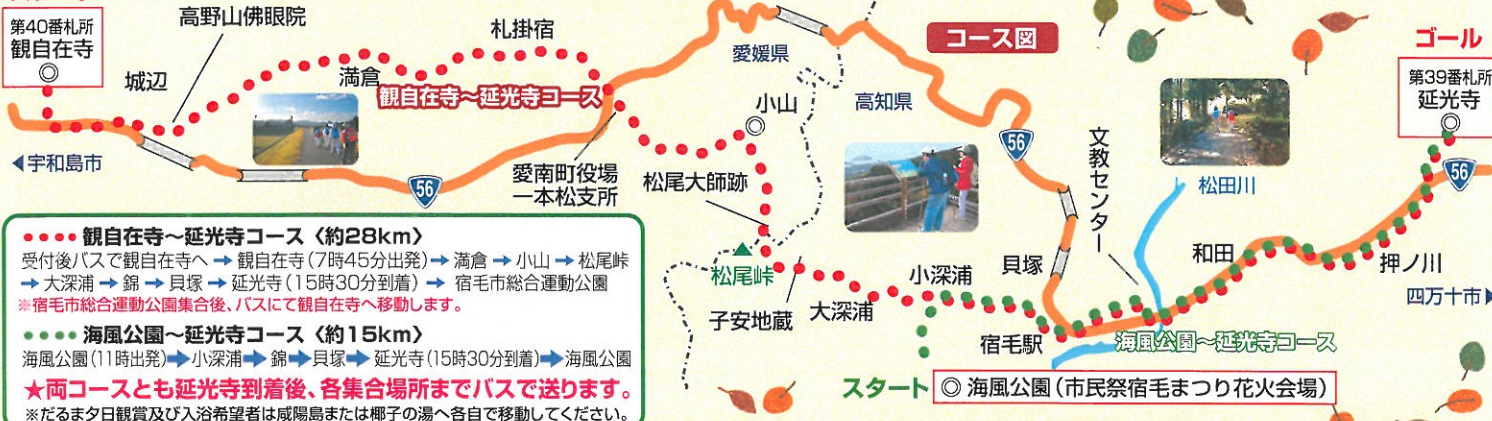 第40番札所
観自在寺
高野山佛眼院
城辺
満倉
札掛宿
観自在寺〜延光寺コース
◀宇和島市
56
愛媛県
コース図
小山
高知県
愛南町役場
一本松支所
松尾大師跡
56
文教センター
松田川
ゴール
第39番札所
延光寺
56
和田
押ノ川
四万十市▶
松尾峠
子安地蔵
大深浦
小深浦
貝塚
宿毛駅
海風公園〜延光寺コース
スタート
◎海風公園(市民祭宿毛まつり花火会場)
観自在寺〜延光寺コース〈約28km〉
受付後バスで観自在寺へ➡観自在寺(7時45分出発)➡満倉➡小山➡松尾峠
➡大深浦➡錦➡貝塚➡延光寺(15時30分到着)➡宿毛市総合運動公園
※宿毛市総合運動公園集合後、バスにて観自在寺へ移動します。
海風公園〜延光寺コース〈約15km〉
海風公園(11時出発)➡小深浦➡錦➡貝塚➡延光寺(15時30分到着)➡海風公園
★両コースとも延光寺到着後、各集合場所までバスで送ります。
※だるま夕日観賞及び入浴希望者は咸陽島または椰子の湯へ各自で移動してください。